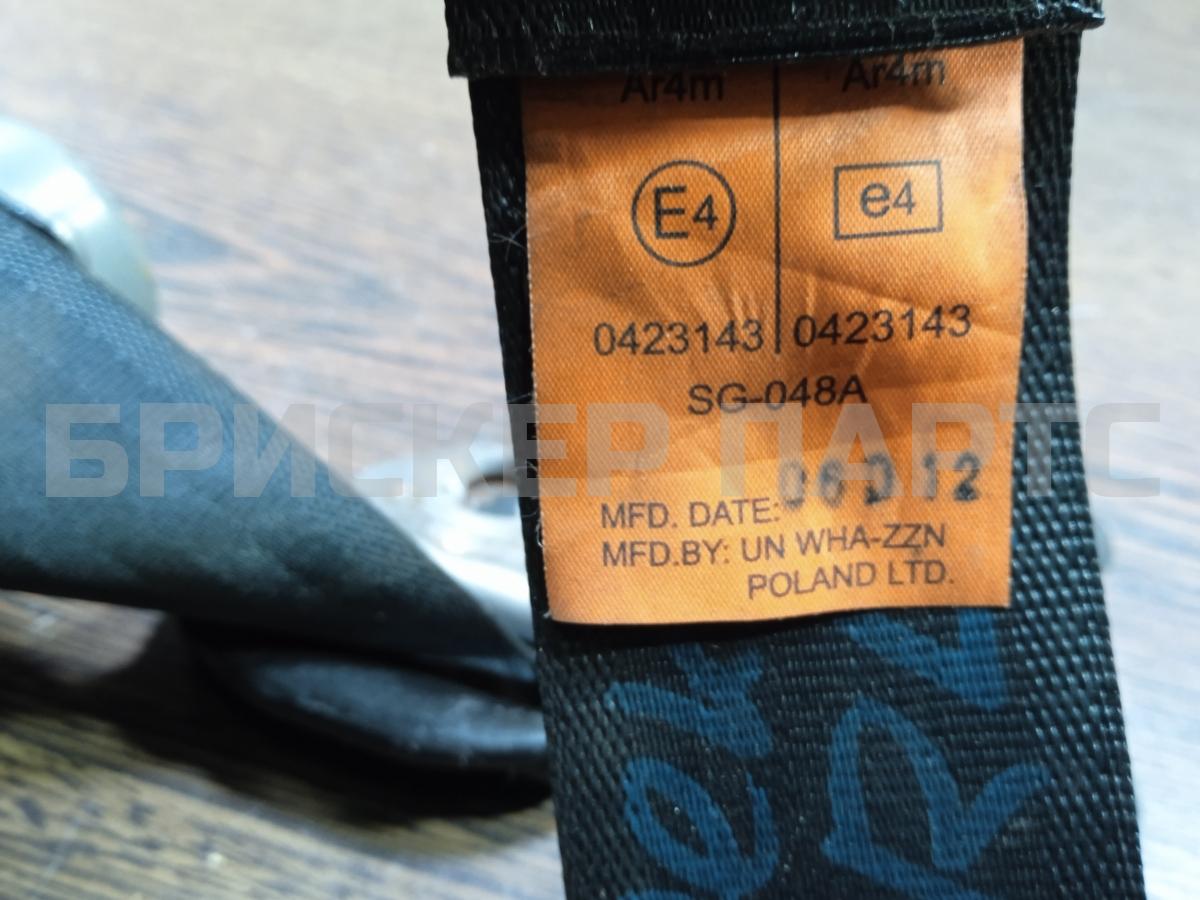 Ar4m Ar4m
E4 e4
0423143 0423143
SG-048A
MFD. DATE: 06D12
MFD.BY: UN WHA-ZZN
POLAND LTD.
БРИСКЕР ПАРТС